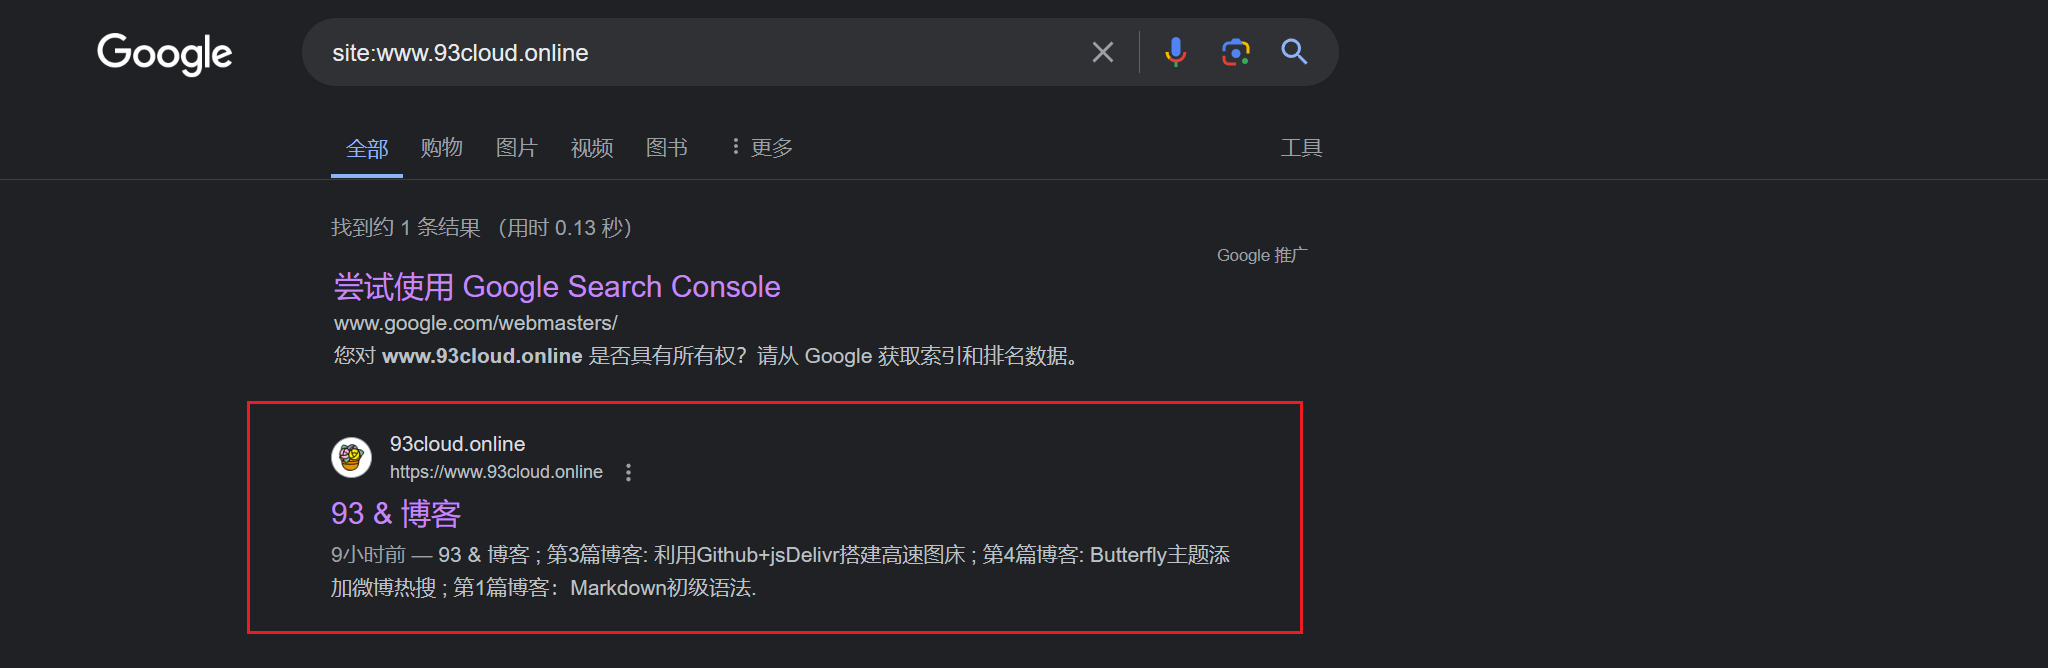 Google
site:www.93cloud.online
全部 购物 图片 视频 图书 更多 工具
找到约 1 条结果 （用时 0.13 秒）
Google 推广
尝试使用 Google Search Console
www.google.com/webmasters/
您对 www.93cloud.online 是否具有所有权？请从 Google 获取索引和排名数据。
93cloud.online
https://www.93cloud.online
93 & 博客
9小时前 — 93 & 博客 ; 第3篇博客: 利用Github+jsDelivr搭建高速图床 ; 第4篇博客: Butterfly主题添
加微博热搜 ; 第1篇博客：Markdown初级语法.